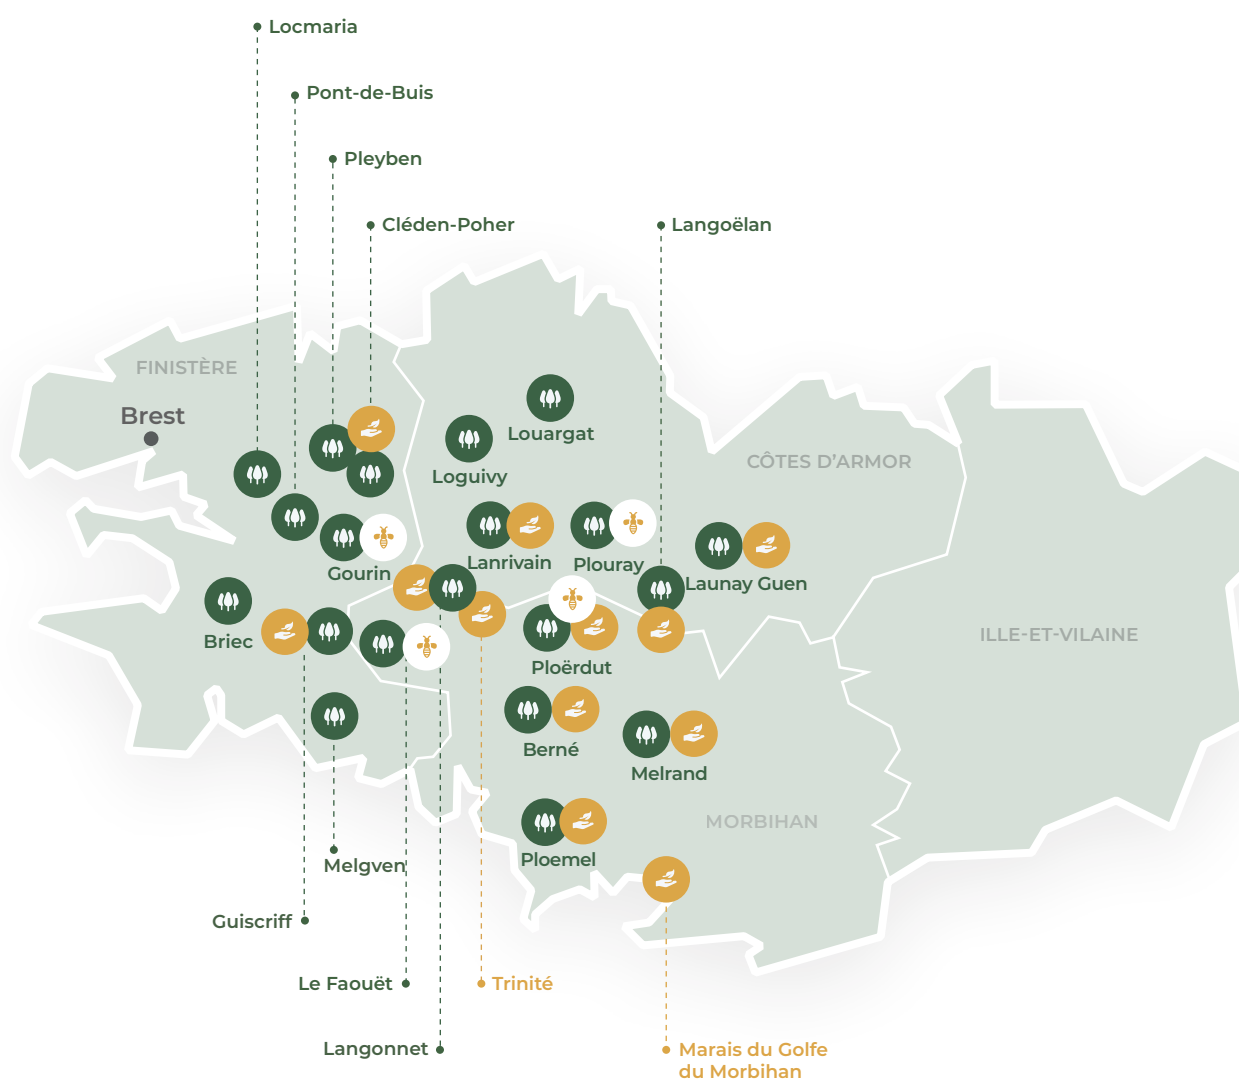 Locmaria
Pont-de-Buis
Pleyben
Cléden-Poher
Langoëlan
FINISTÈRE
Brest
Louargat
CÔTES D’ARMOR
Loguivy
Lanrivain
Plouray
Gourin
Launay Guen
Briec
ILLE-ET-VILAINE
Ploërdut
Berné
Melrand
MORBIHAN
Ploemel
Melgven
Guiscriff
Le Faouët
Trinité
Langonnet
Marais du Golfe
du Morbihan